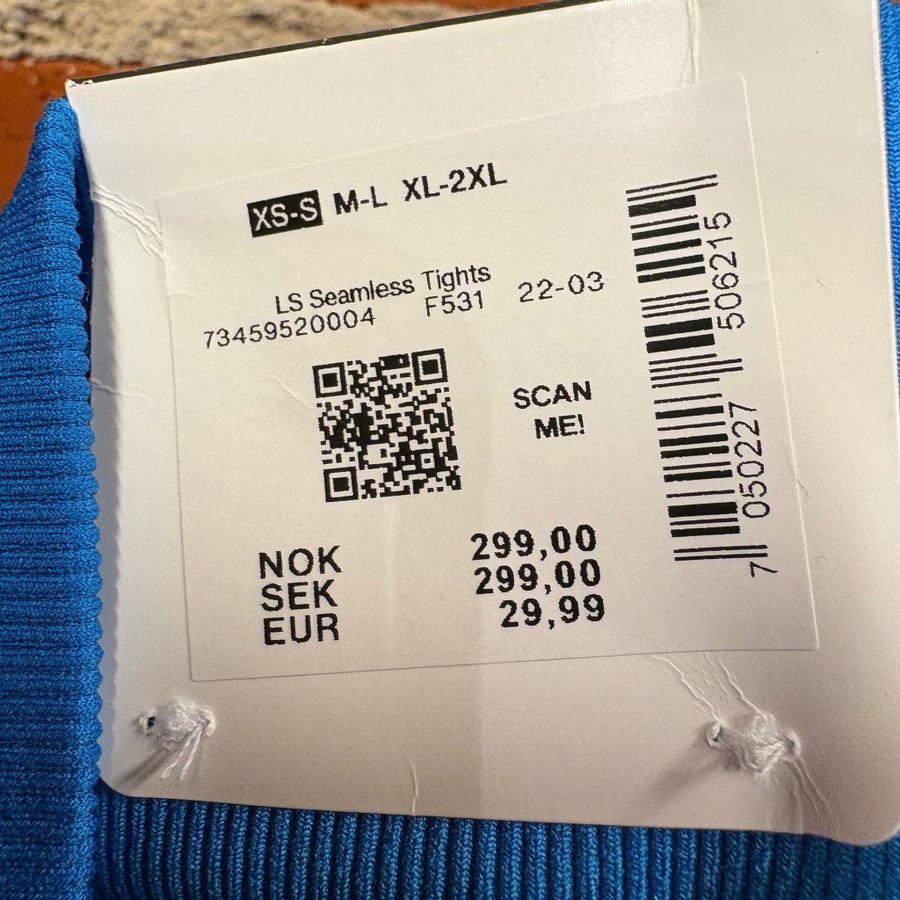 XS-S M-L XL-2XL
LS Seamless Tights
73459520004 F531 22-03
SCAN
ME!
NOK 299,00
SEK 299,00
EUR 29,99
7 050227 506215